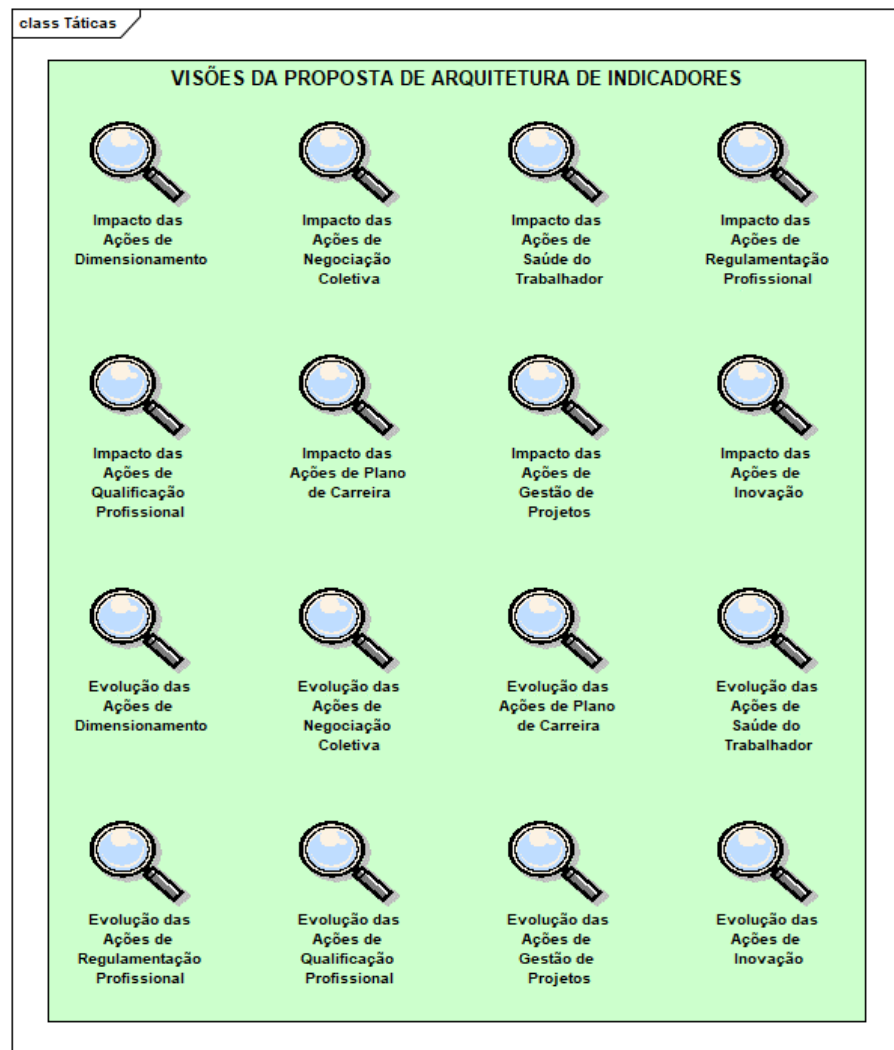 class Táticas
VISÕES DA PROPOSTA DE ARQUITETURA DE INDICADORES
Impacto das
Ações de
Dimensionamento
Impacto das
Ações de
Negociação
Coletiva
Impacto das
Ações de
Saúde do
Trabalhador
Impacto das
Ações de
Regulamentação
Profissional
Impacto das
Ações de
Qualificação
Profissional
Impacto das
Ações de Plano
de Carreira
Impacto das
Ações de
Gestão de
Projetos
Impacto das
Ações de
Inovação
Evolução das
Ações de
Dimensionamento
Evolução das
Ações de
Negociação
Coletiva
Evolução das
Ações de Plano
de Carreira
Evolução das
Ações de
Saúde do
Trabalhador
Evolução das
Ações de
Regulamentação
Profissional
Evolução das
Ações de
Qualificação
Profissional
Evolução das
Ações de
Gestão de
Projetos
Evolução das
Ações de
Inovação